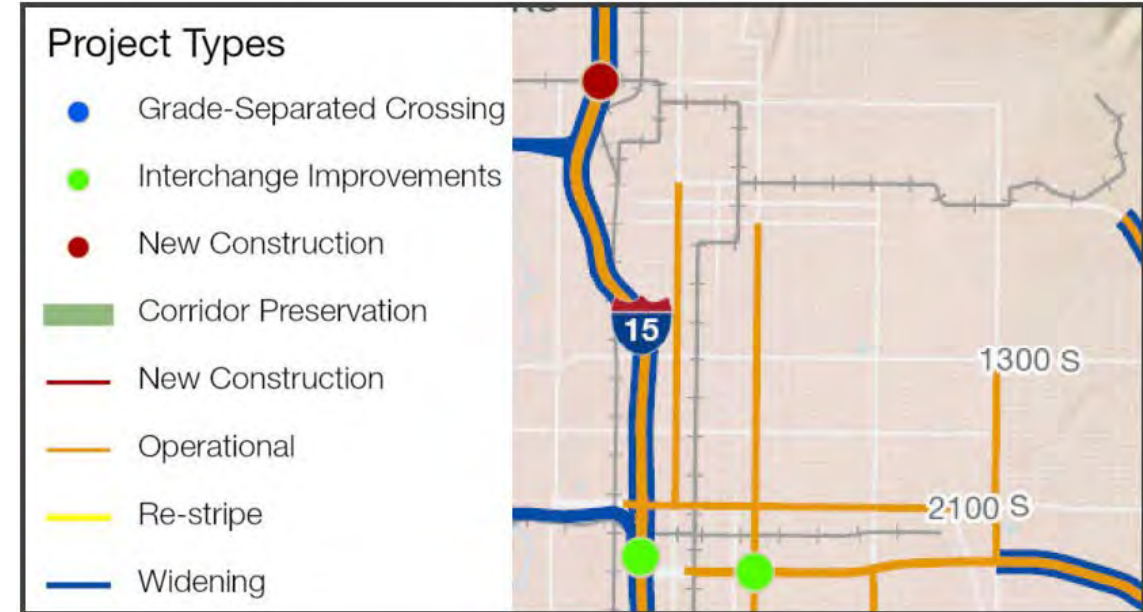 Project Types
Grade-Separated Crossing
Interchange Improvements
New Construction
Corridor Preservation
New Construction
Operational
Re-stripe
Widening
15
1300 S
2100 S